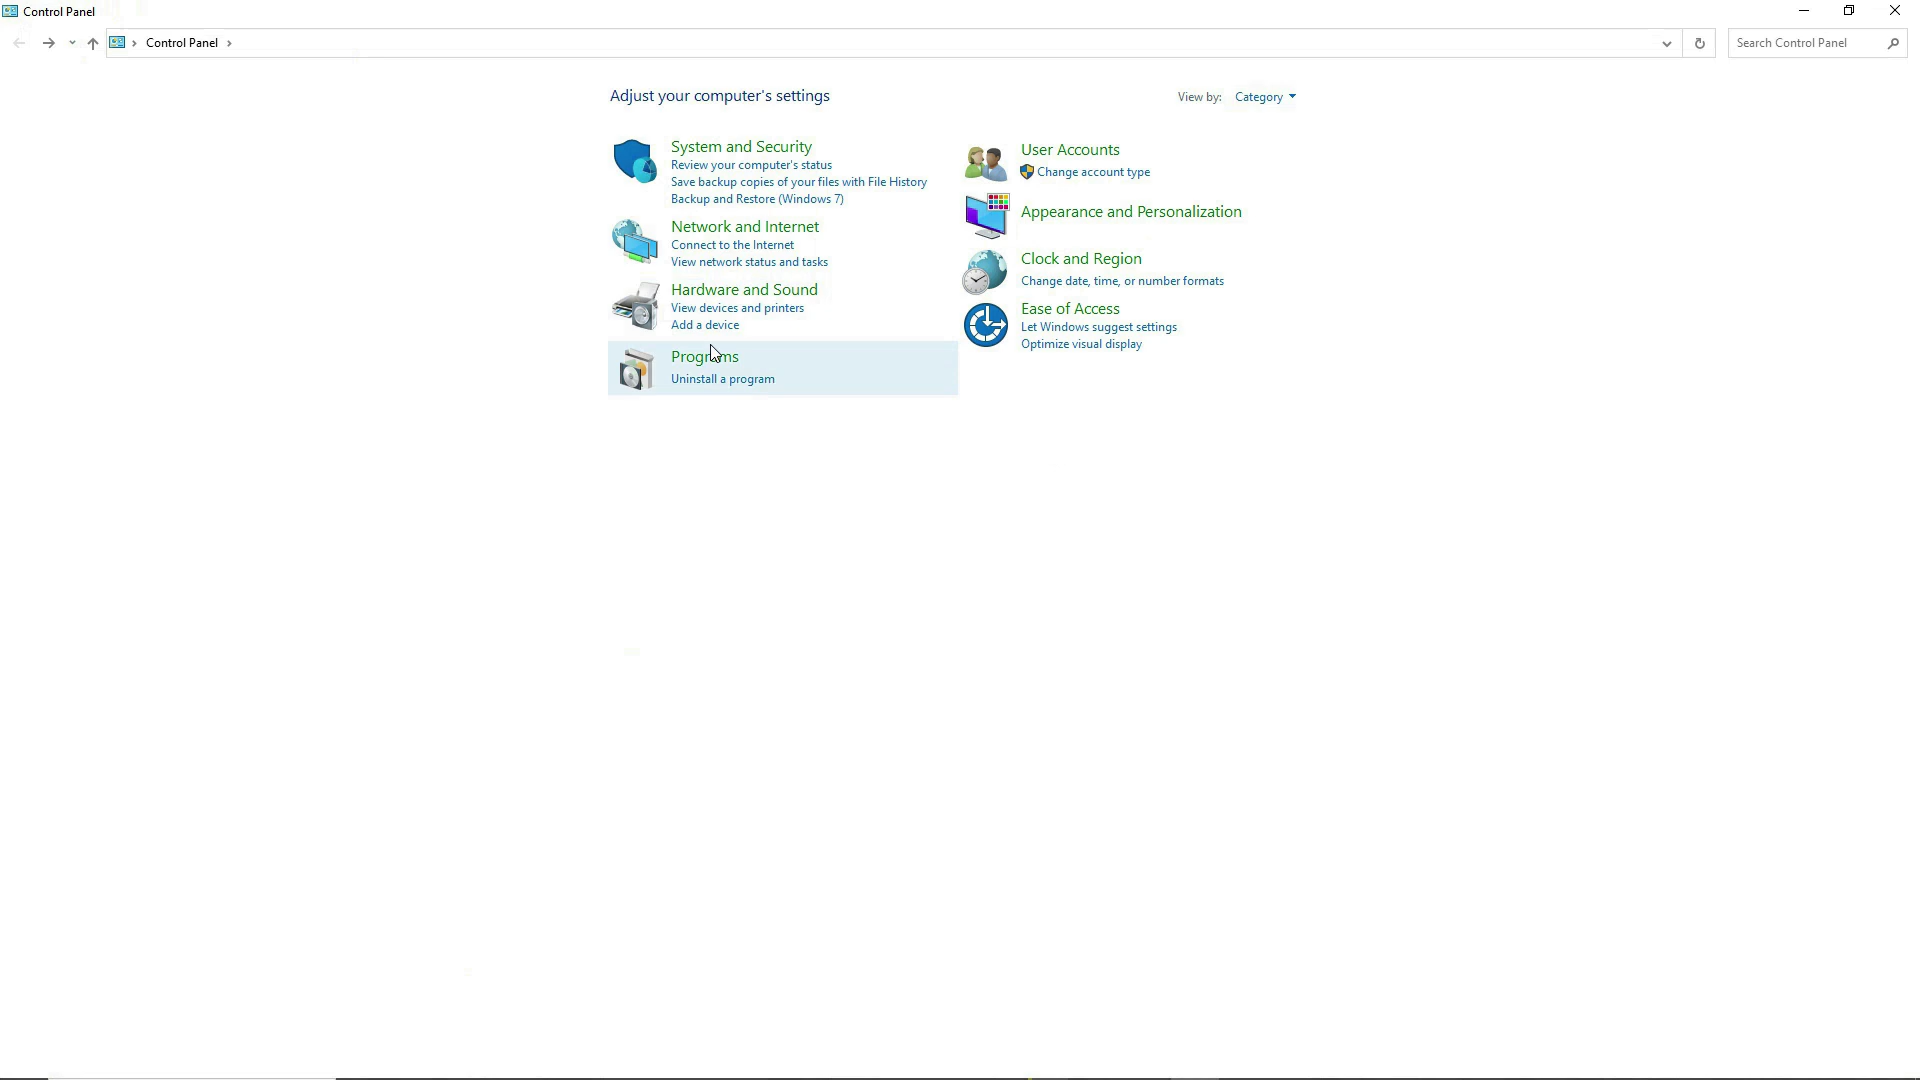 Control Panel
Control Panel
Search Control Panel
Adjust your computer's settings
View by: Category
System and Security
Review your computer's status
Save backup copies of your files with File History
Backup and Restore (Windows 7)
Network and Internet
Connect to the Internet
View network status and tasks
Hardware and Sound
View devices and printers
Add a device
Programs
Uninstall a program
User Accounts
Change account type
Appearance and Personalization
Clock and Region
Change date, time, or number formats
Ease of Access
Let Windows suggest settings
Optimize visual display